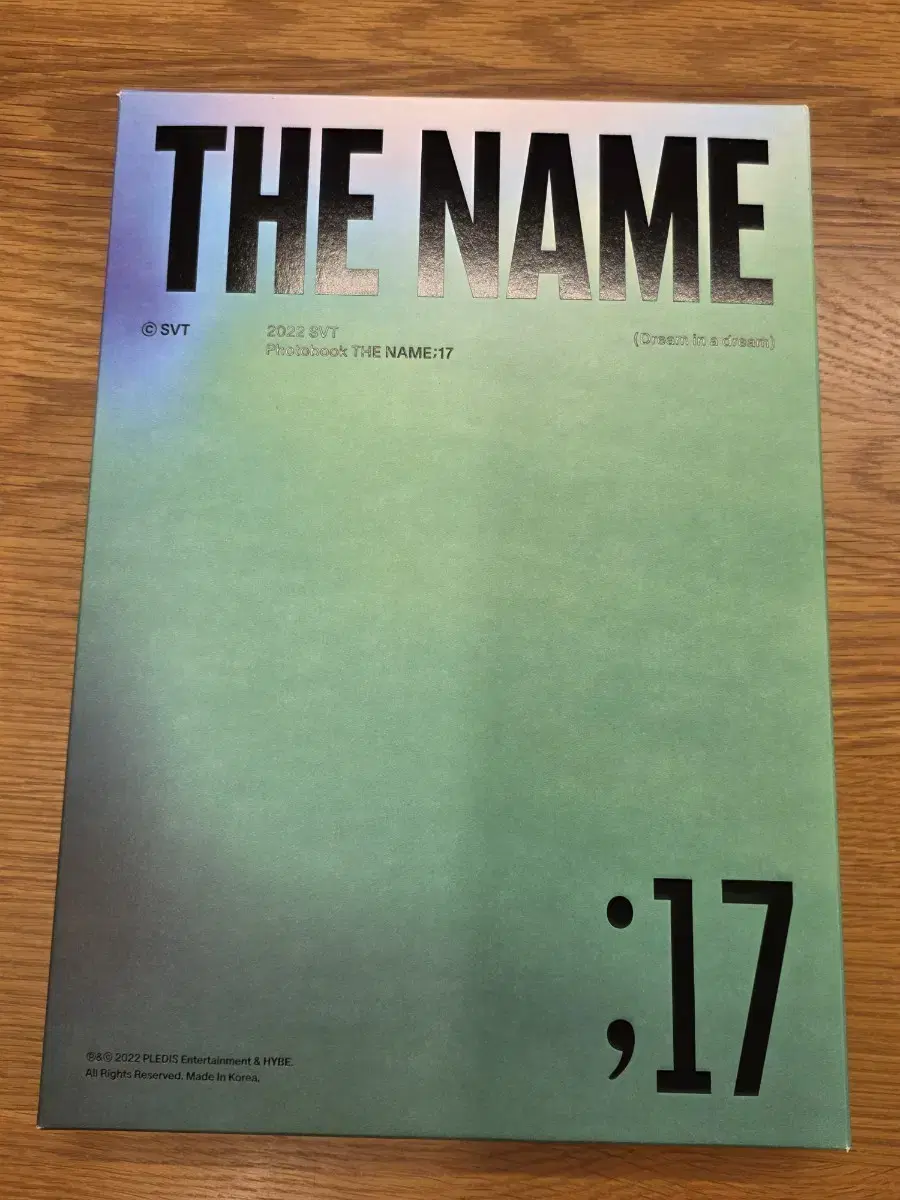 THE NAME
© SVT
2022 SVT
Photobook THE NAME;17
(Dream in a dream)
;17
℗&© 2022 PLEDIS Entertainment & HYBE.
All Rights Reserved. Made In Korea.